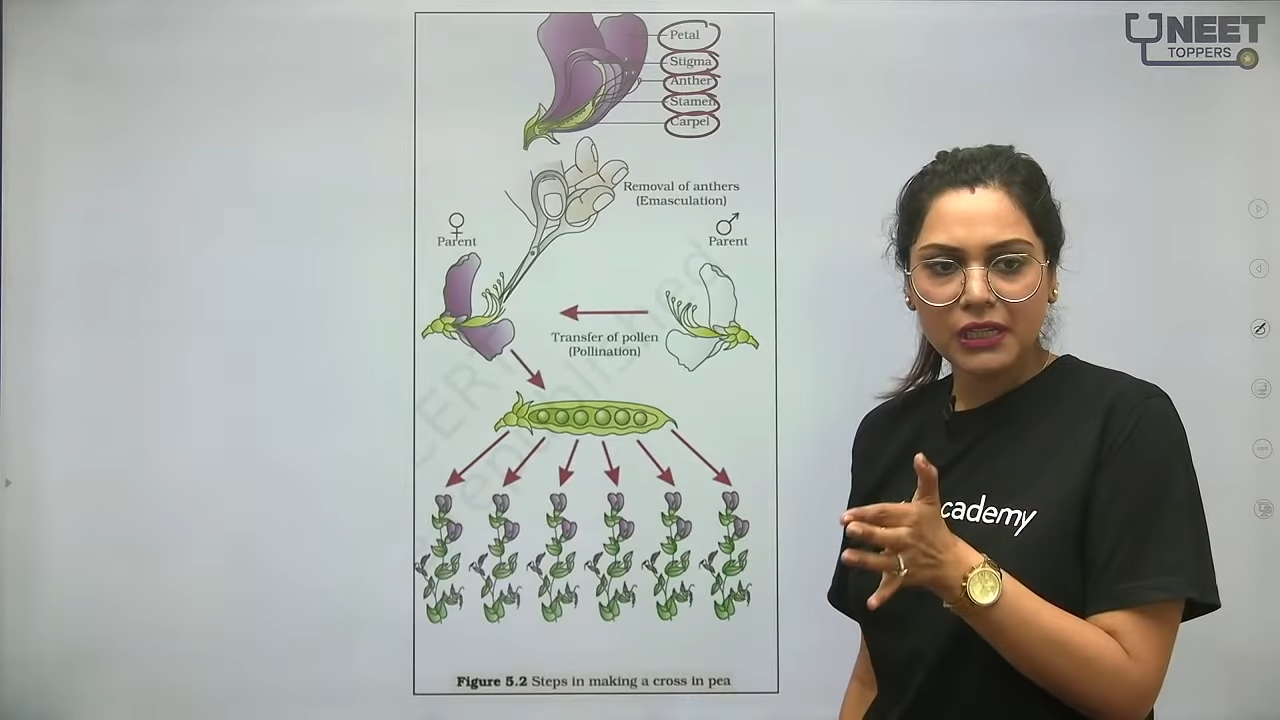 NEET
TOPPERS
Petal
Stigma
Anther
Stamen
Carpel
Removal of anthers
(Emasculation)
Parent
Parent
Transfer of pollen
(Pollination)
cademy
Figure 5.2 Steps in making a cross in pea